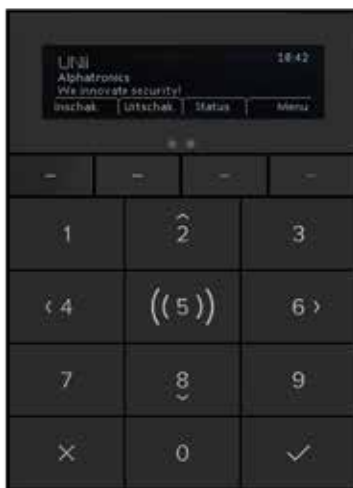 UNii 18:42
Alphatronics
We innovate security!
Inschak. Uitschak. Status Menu
1 2 3
4 5 6
7 8 9
0